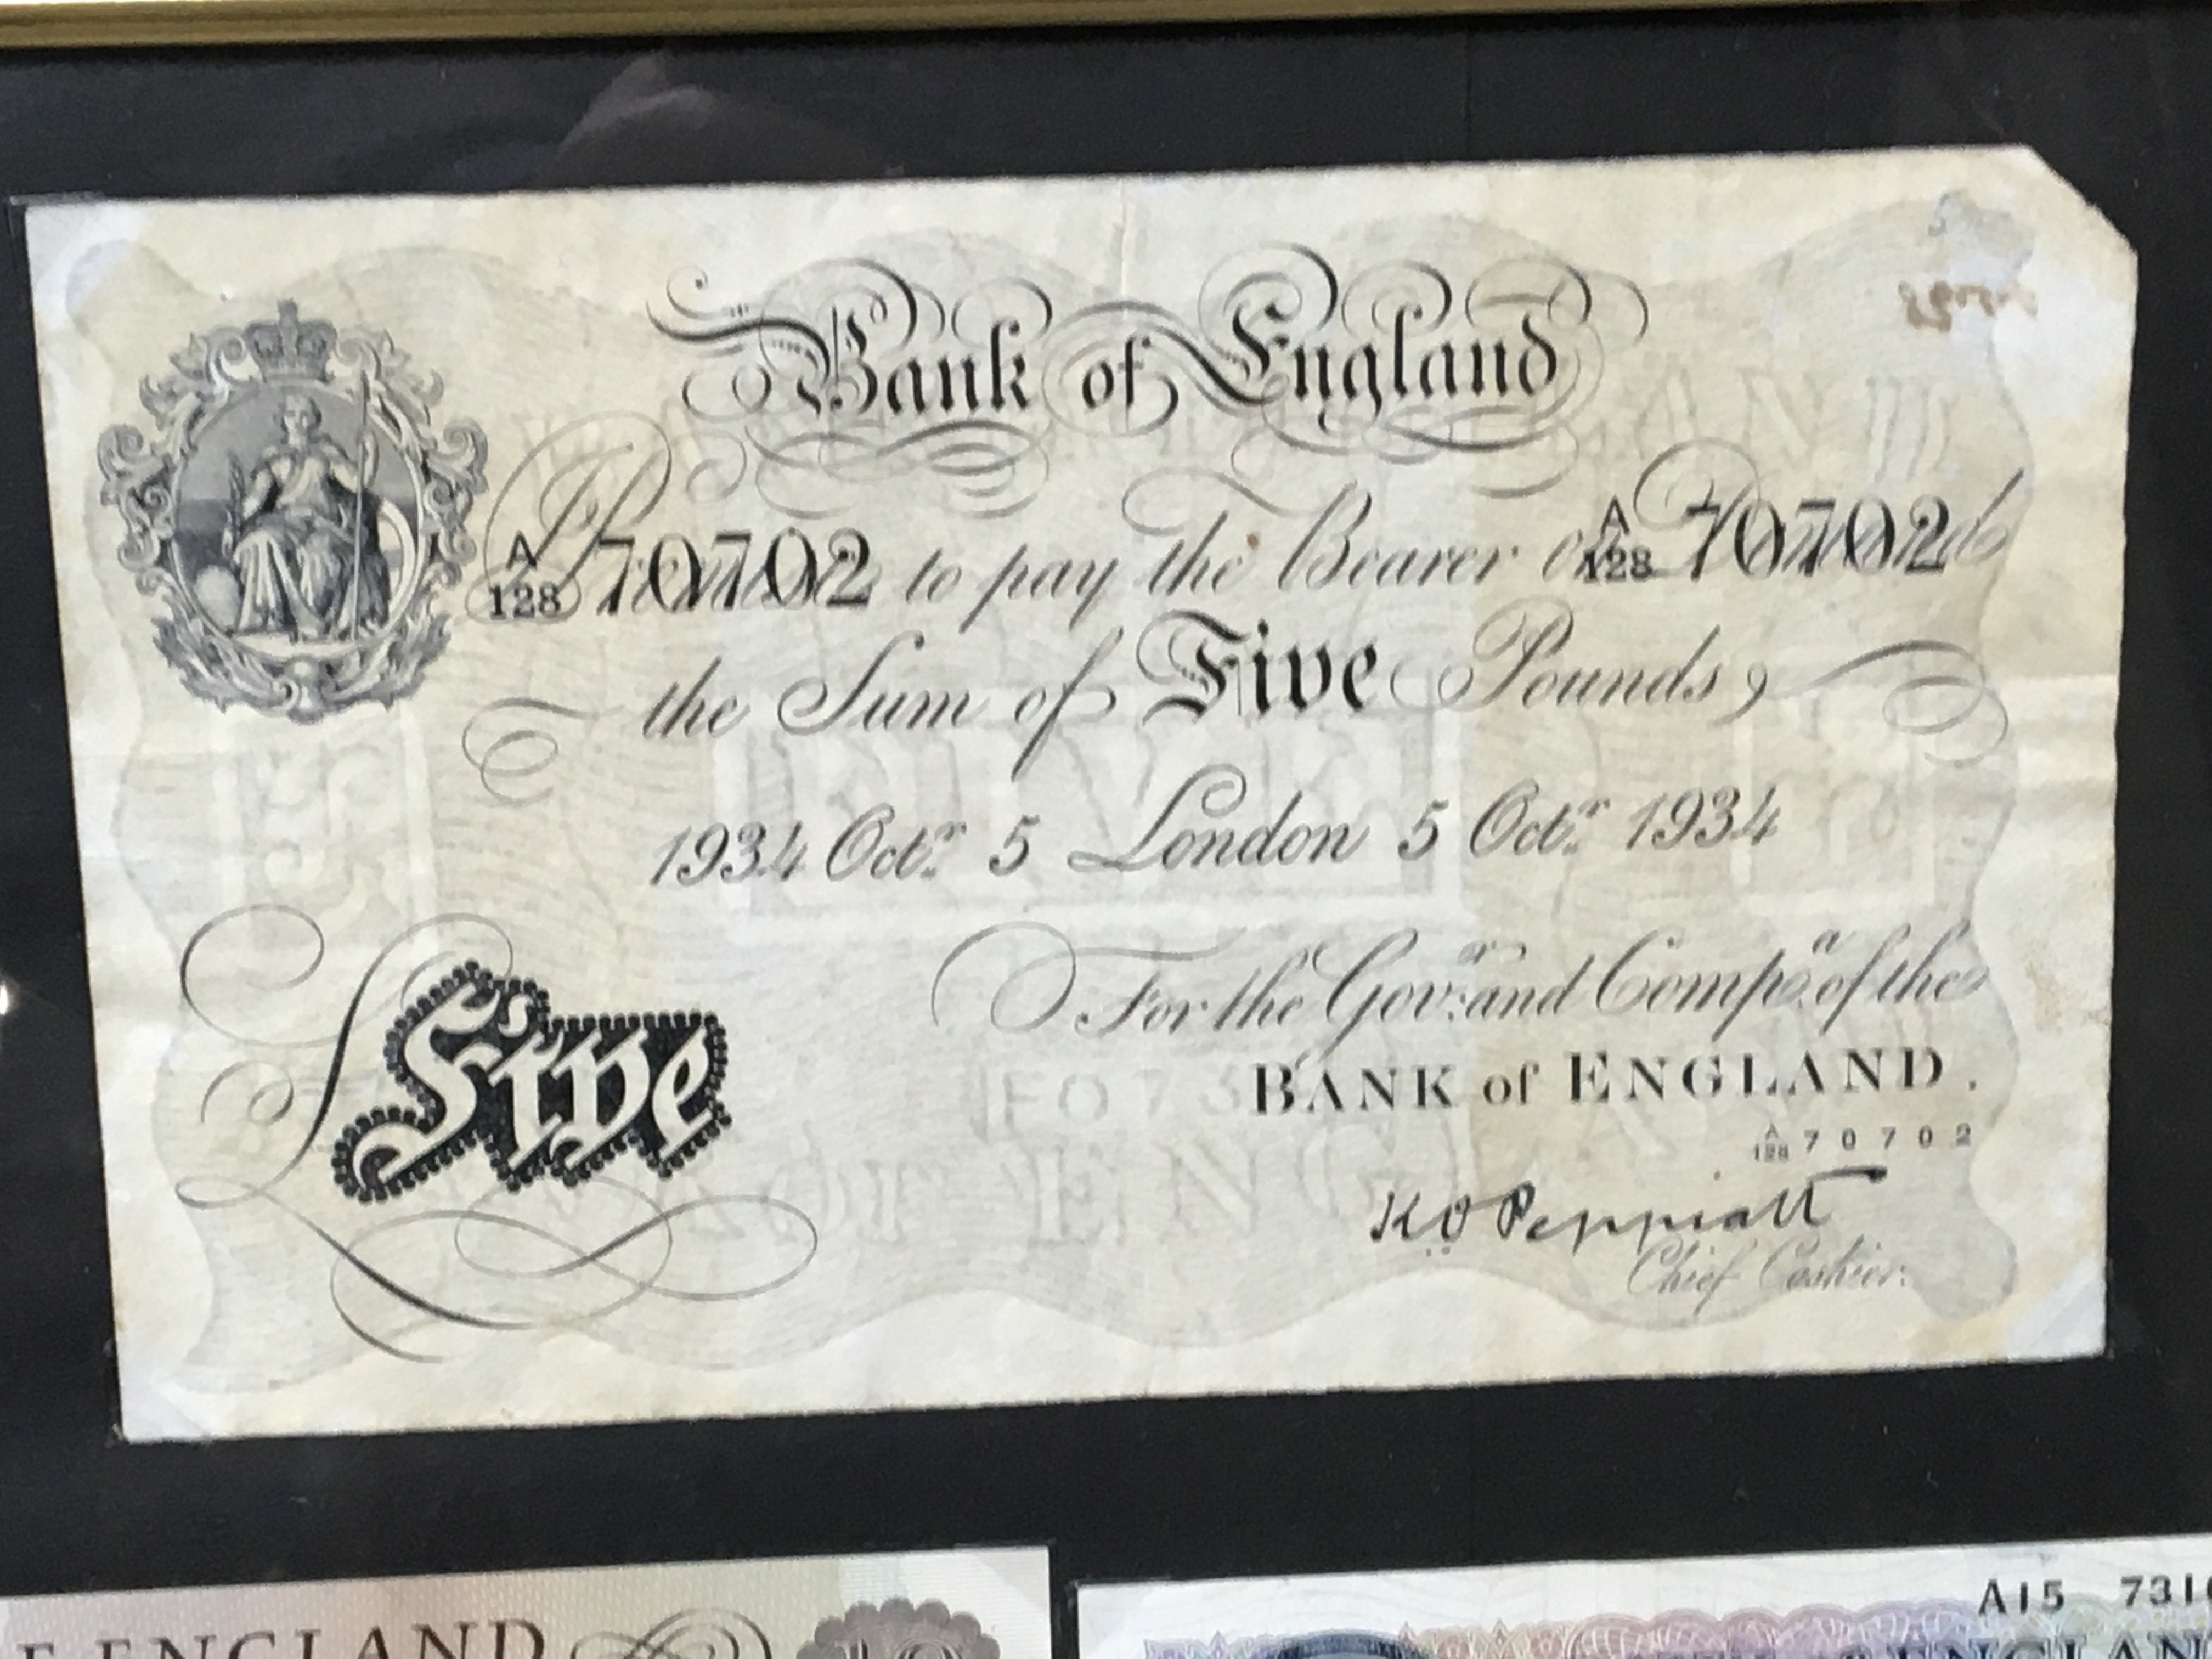 Bank of England
A
128 70702 to pay the Bearer on A
128 70702
the Sum of Five Pounds,
1934 Octr. 5 London 5 Octr. 1934
For the Govr. and Compa. of the
BANK of ENGLAND.
A
128 70702
Five
K.O Peppiatt
Chief Cashier.
ENGLAND
A15 731